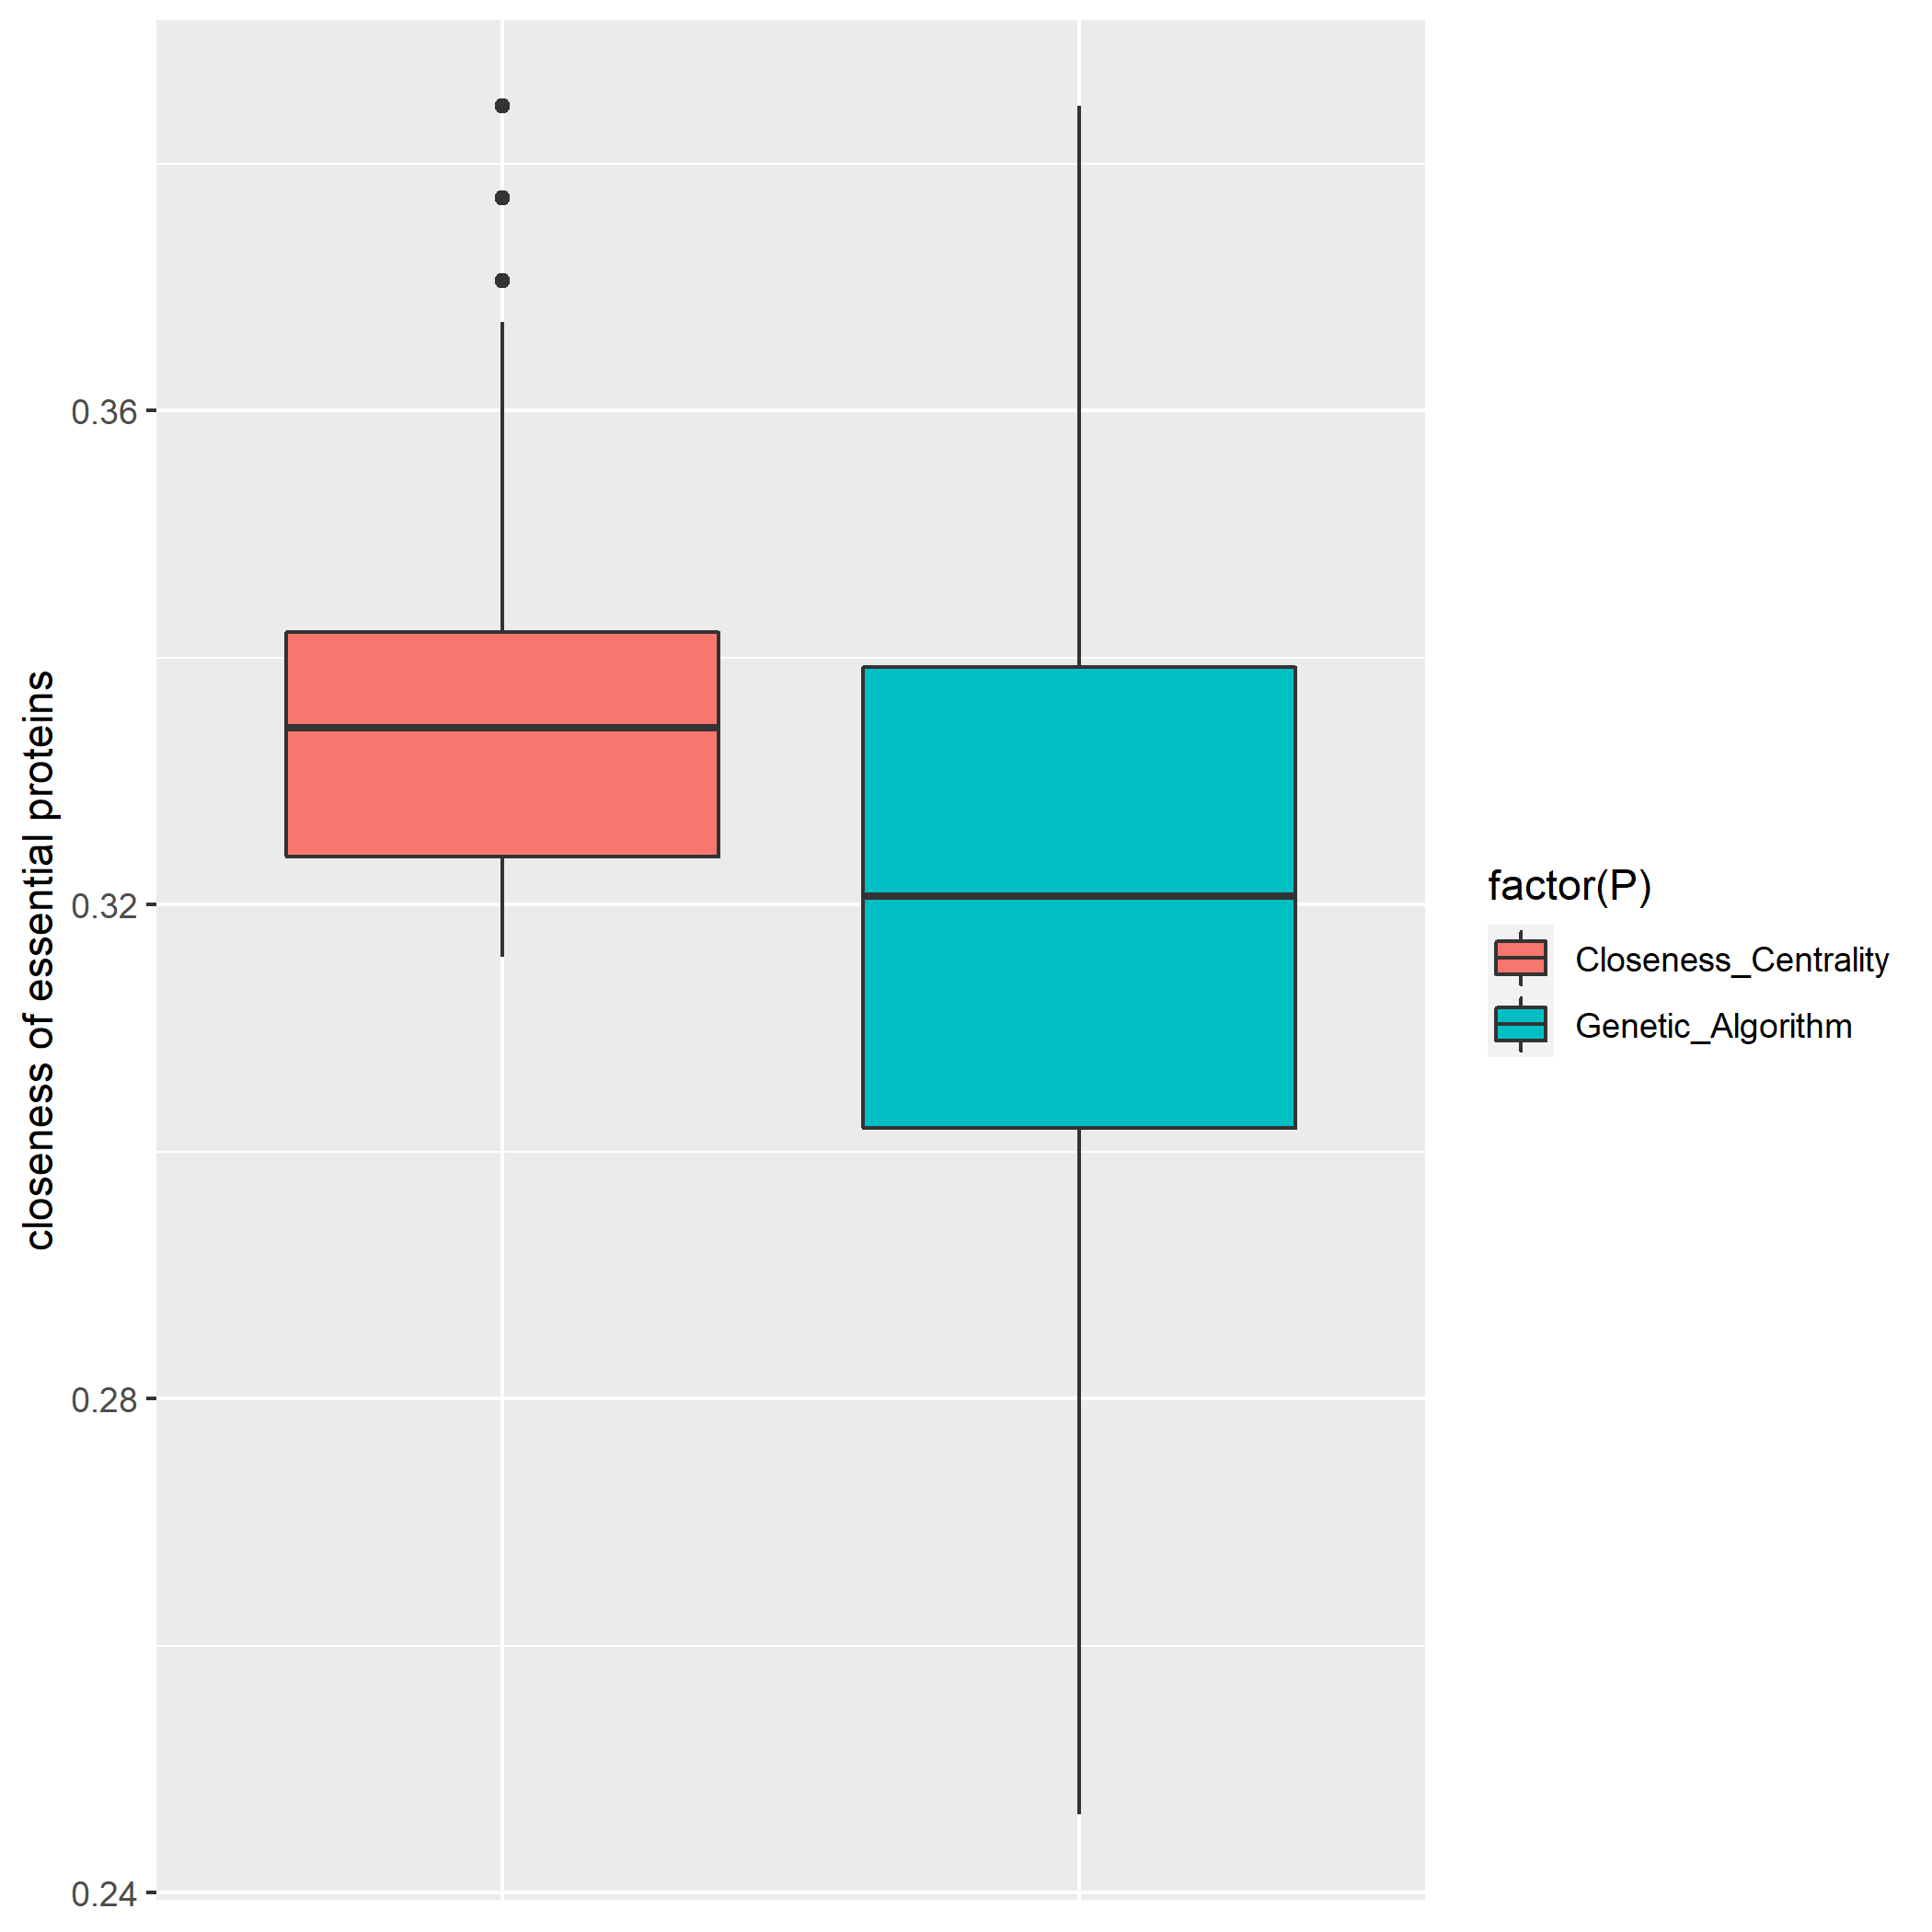 closeness of essential proteins
0.36
0.32
0.28
0.24
factor(P)
Closeness_Centrality
Genetic_Algorithm